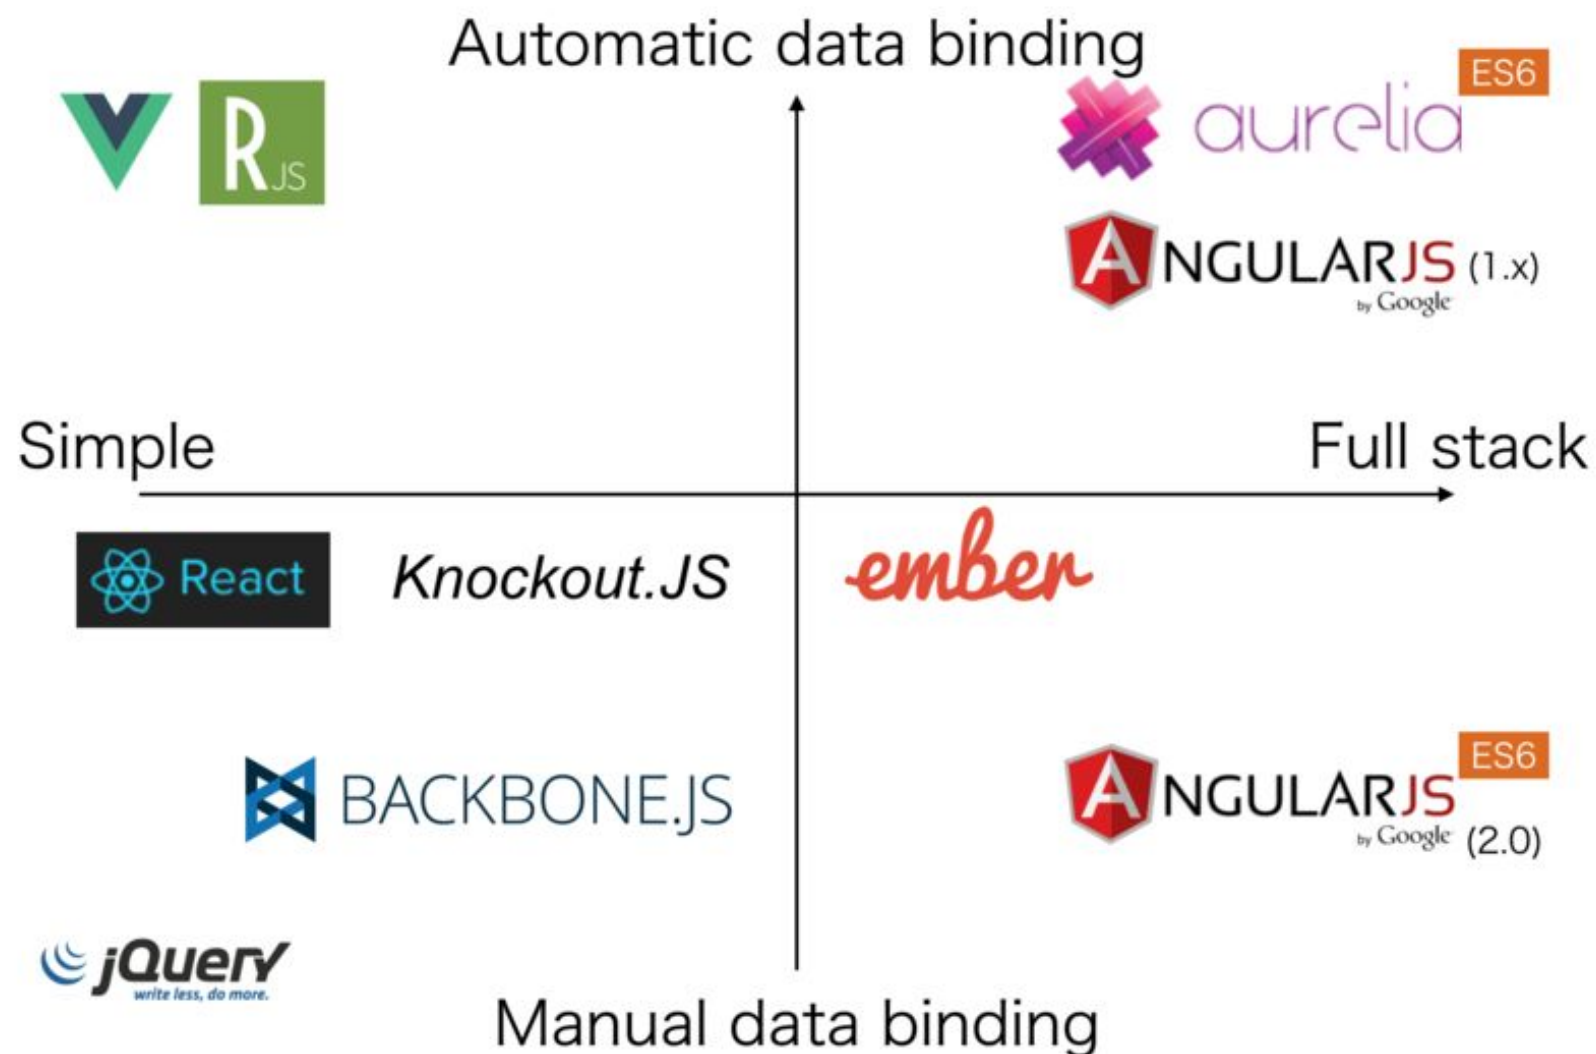 Automatic data binding
ES6
RJS
aurelia
ANGULARJS (1.x)
by Google
Simple
Full stack
React
Knockout.JS
ember
ES6
BACKBONE.JS
ANGULARJS
by Google (2.0)
jQuery
write less, do more.
Manual data binding